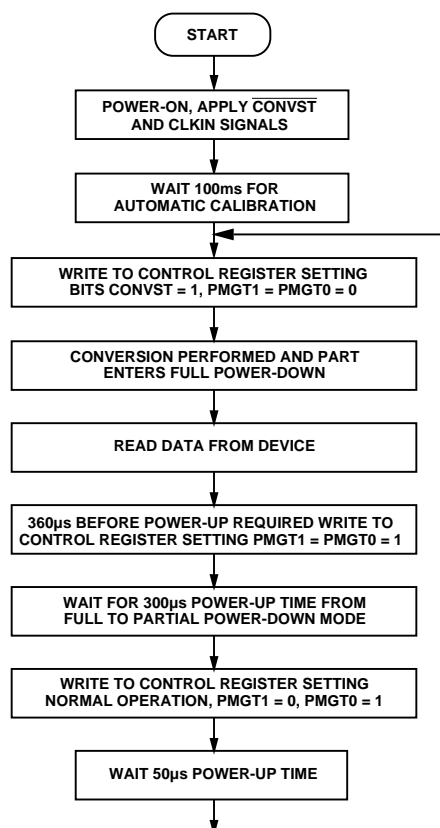 START
POWER-ON, APPLY CONVST
AND CLKIN SIGNALS
WAIT 100ms FOR
AUTOMATIC CALIBRATION
WRITE TO CONTROL REGISTER SETTING
BITS CONVST = 1, PMGT1 = PMGT0 = 0
CONVERSION PERFORMED AND PART
ENTERS FULL POWER-DOWN
READ DATA FROM DEVICE
360µs BEFORE POWER-UP REQUIRED WRITE TO
CONTROL REGISTER SETTING PMGT1 = PMGT0 = 1
WAIT FOR 300µs POWER-UP TIME FROM
FULL TO PARTIAL POWER-DOWN MODE
WRITE TO CONTROL REGISTER SETTING
NORMAL OPERATION, PMGT1 = 0, PMGT0 = 1
WAIT 50µs POWER-UP TIME